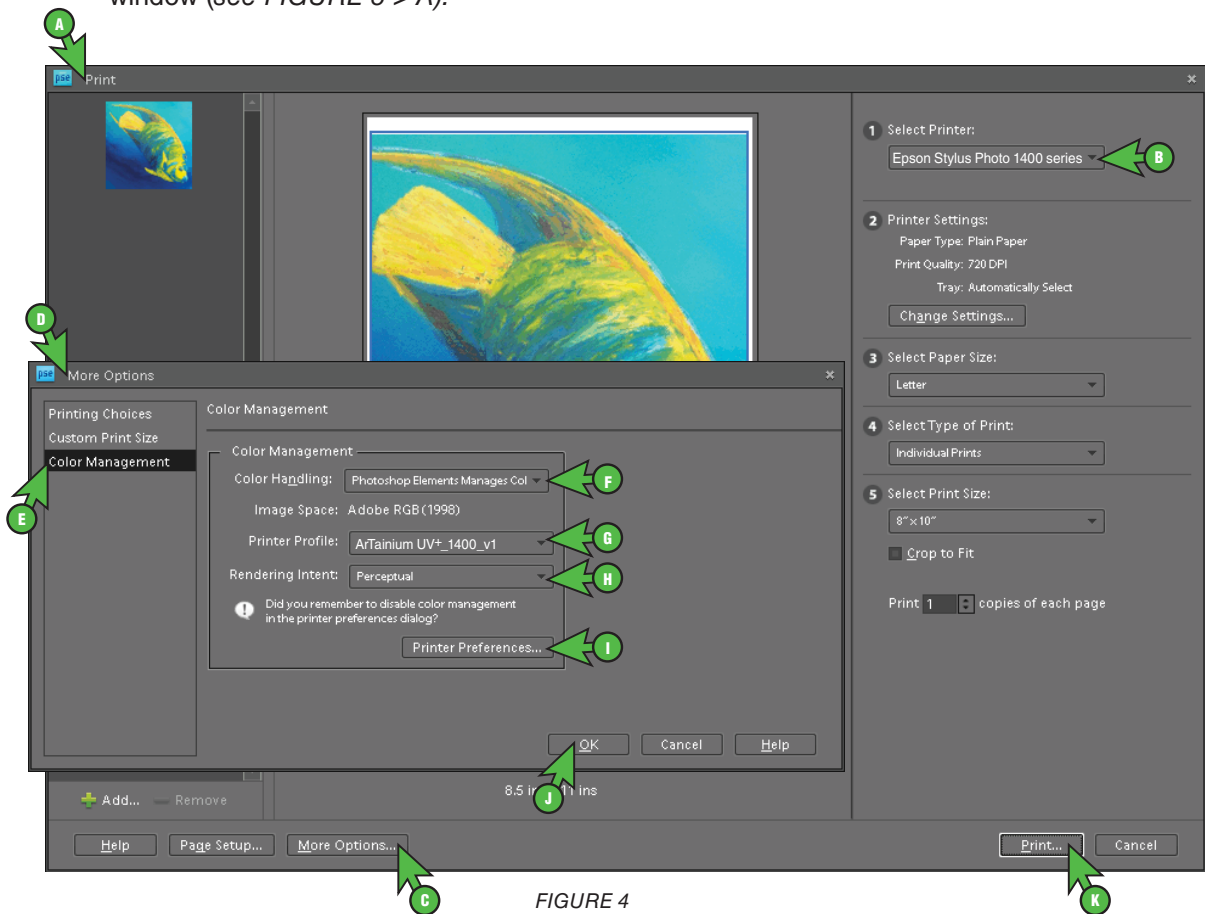 window (see FIGURE 5 > A).
A
pse Print
1 Select Printer:
Epson Stylus Photo 1400 series
B
2 Printer Settings:
Paper Type: Plain Paper
Print Quality: 720 DPI
Tray: Automatically Select
Change Settings...
3 Select Paper Size:
Letter
4 Select Type of Print:
Individual Prints
5 Select Print Size:
8"x10"
Crop to Fit
Print 1 copies of each page
D
pse More Options
Printing Choices
Custom Print Size
Color Management
E
Color Management
Color Management
Color Handling: Photoshop Elements Manages Col
F
Image Space: Adobe RGB (1998)
Printer Profile: ArTainium UV+_1400_v1
G
Rendering Intent: Perceptual
H
Did you remember to disable color management
in the printer preferences dialog?
Printer Preferences...
I
OK Cancel Help
J
Add... Remove
8.5 in 11 ins
Help Page Setup... More Options...
C
Print... Cancel
K
FIGURE 4